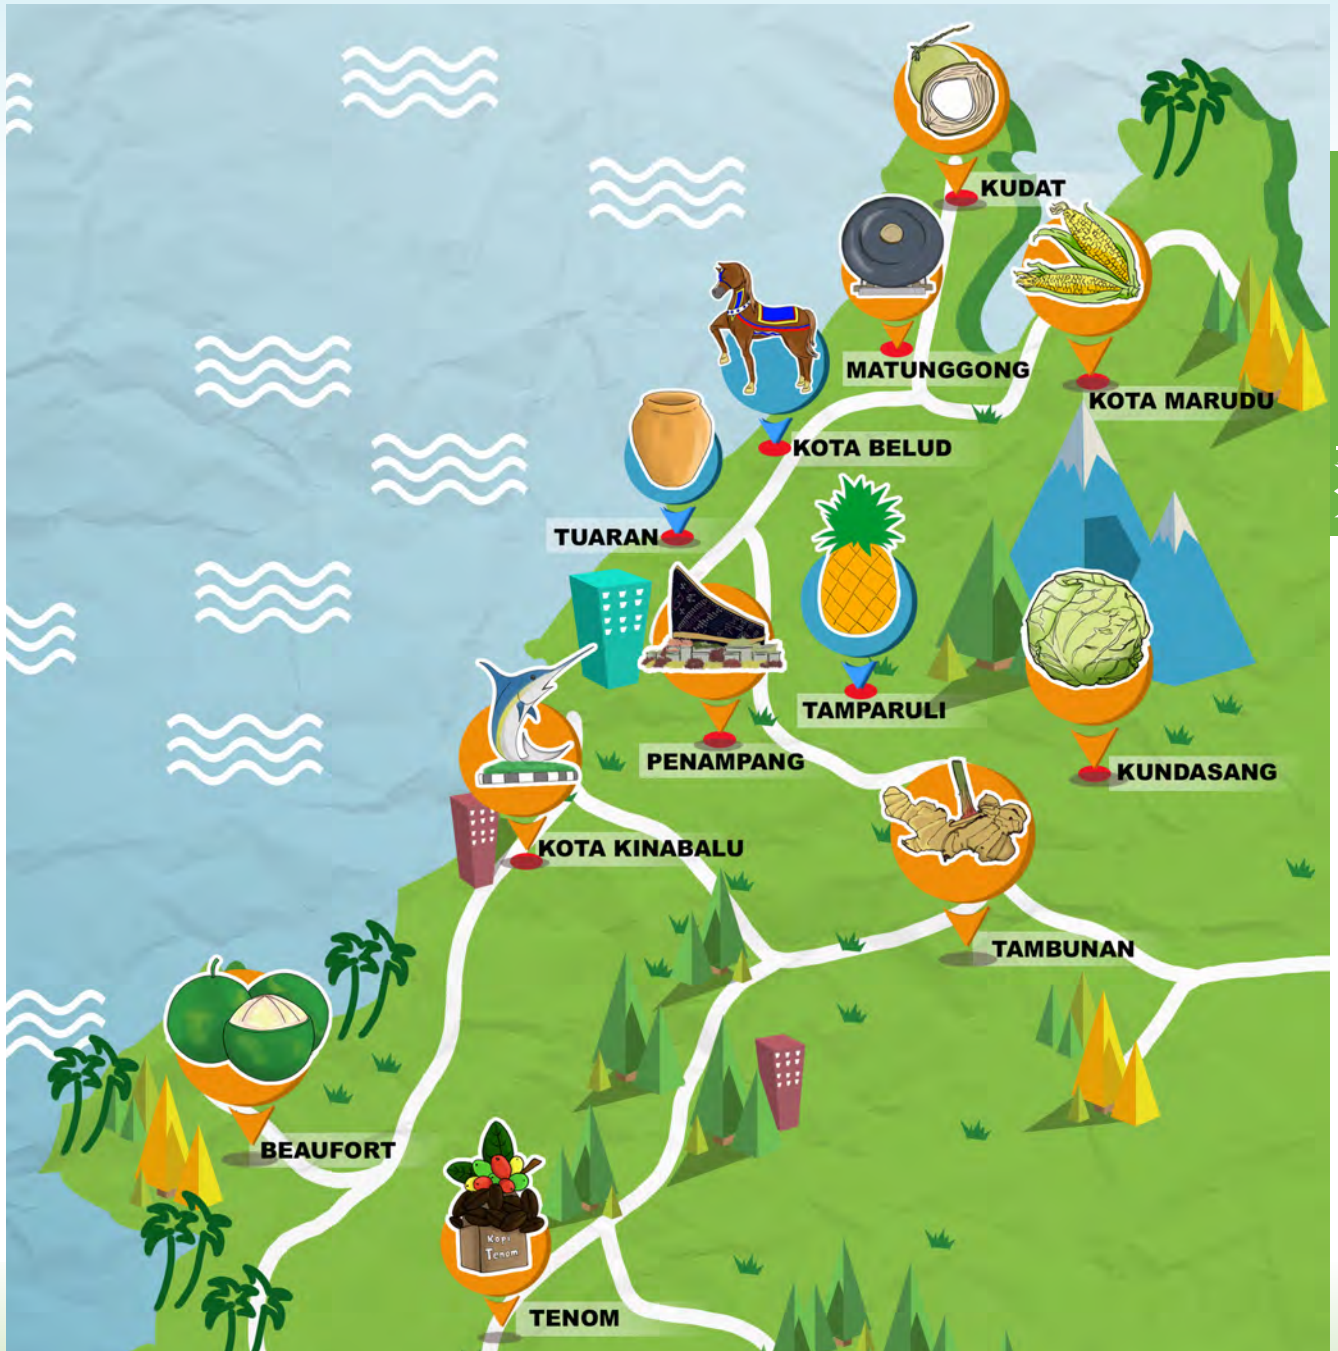 KUDAT
MATUNGGONG
KOTA MARUDU
KOTA BELUD
TUARAN
TAMPARULI
PENAMPANG
KUNDASANG
KOTA KINABALU
TAMBUNAN
BEAUFORT
Kopi
Tenom
TENOM